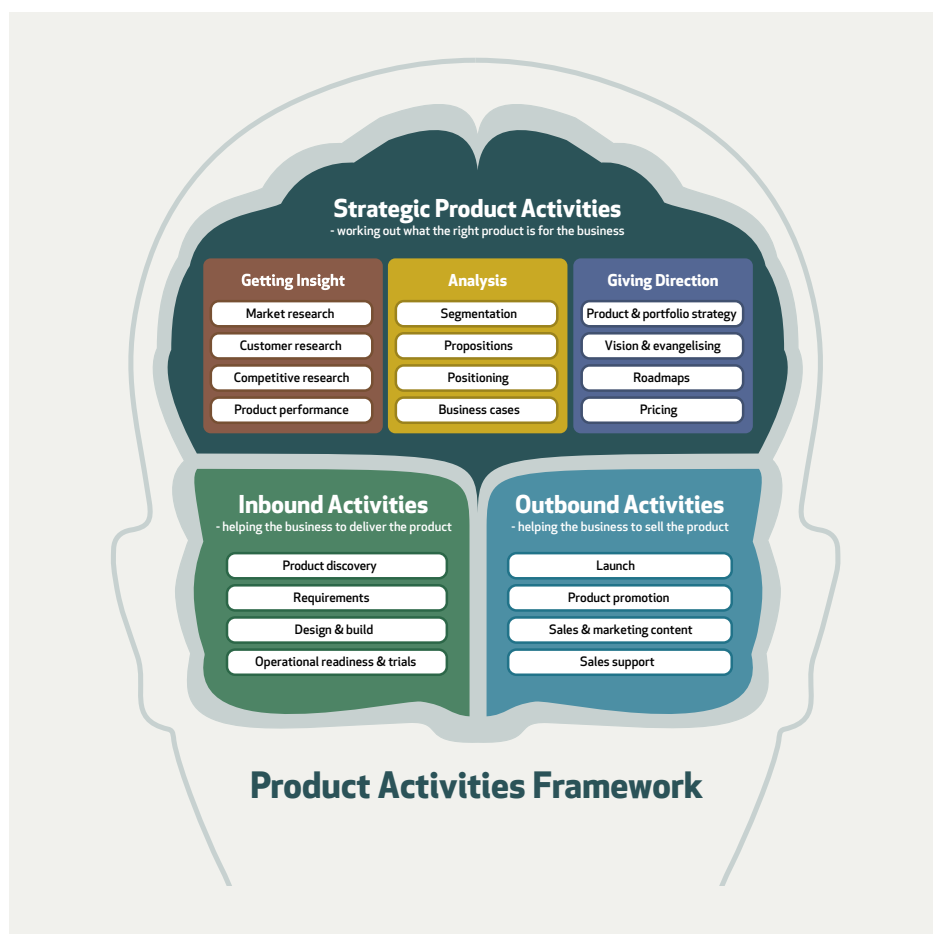 Strategic Product Activities
- working out what the right product is for the business
Getting Insight
Market research
Customer research
Competitive research
Product performance
Analysis
Segmentation
Propositions
Positioning
Business cases
Giving Direction
Product & portfolio strategy
Vision & evangelising
Roadmaps
Pricing
Inbound Activities
- helping the business to deliver the product
Product discovery
Requirements
Design & build
Operational readiness & trials
Outbound Activities
- helping the business to sell the product
Launch
Product promotion
Sales & marketing content
Sales support
Product Activities Framework